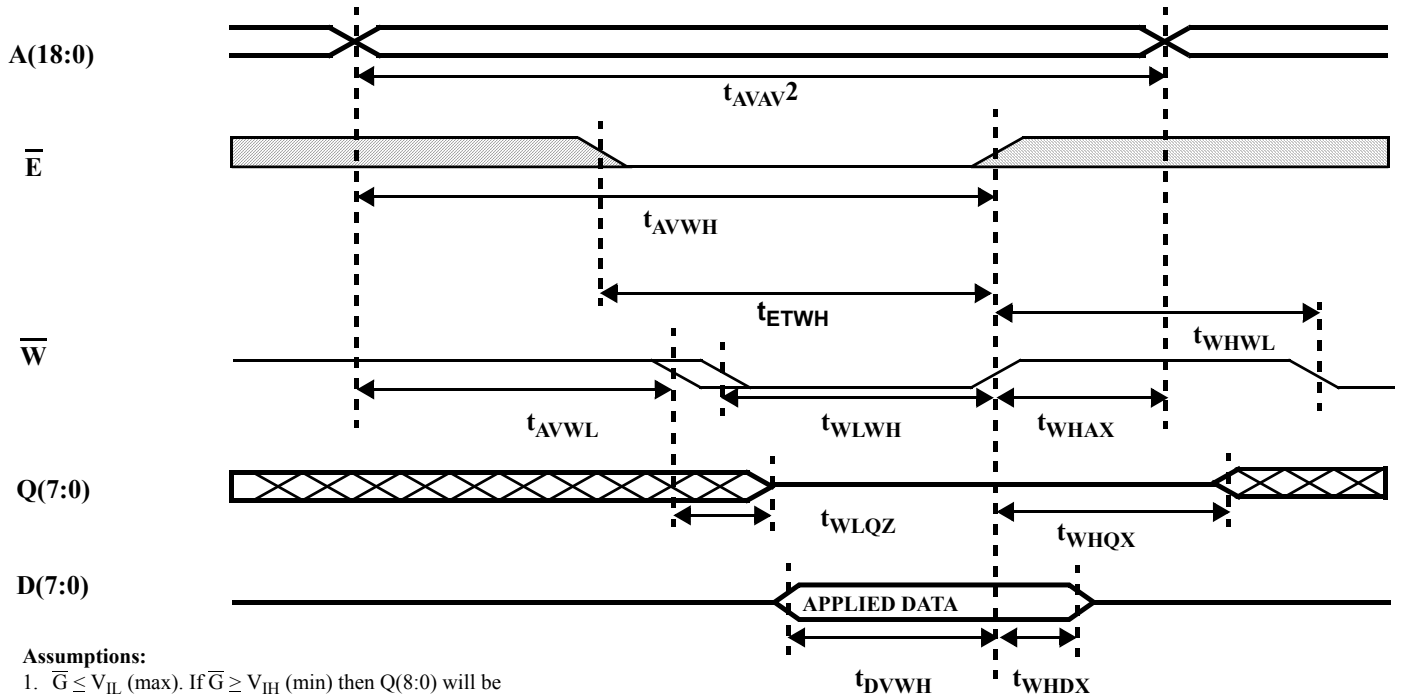 A(18:0)
tAVAV2
E
tAVWH
tETWH
W
tWHWL
tAVWL
tWLWH
tWHAX
Q(7:0)
tWLQZ
tWHQX
D(7:0)
APPLIED DATA
Assumptions:
1. G ≤ VIL (max). If G ≥ VIH (min) then Q(8:0) will be
tDVWH
tWHDX